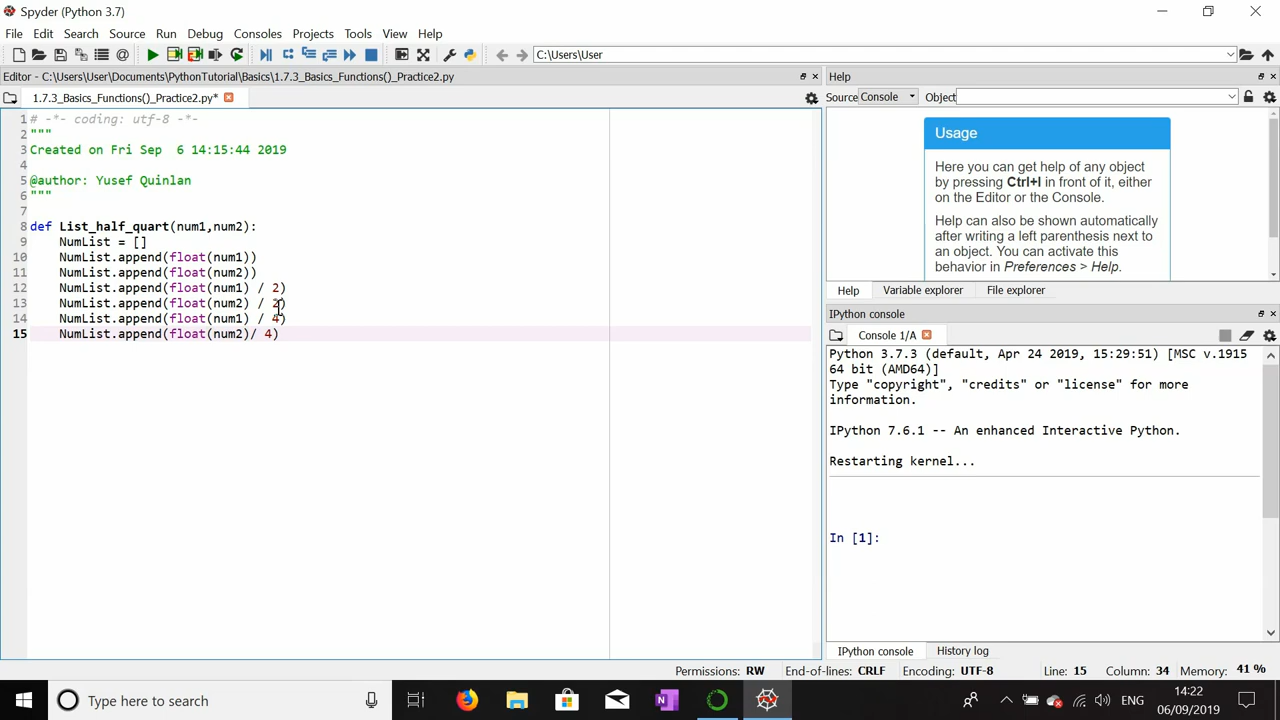 Spyder (Python 3.7)
File Edit Search Source Run Debug Consoles Projects Tools View Help
C:\Users\User
Editor - C:\Users\User\Documents\PythonTutorial\Basics\1.7.3_Basics_Functions()_Practice2.py
1.7.3_Basics_Functions()_Practice2.py*
1 # -*- coding: utf-8 -*-
2 """
3 Created on Fri Sep  6 14:15:44 2019
4
5 @author: Yusef Quinlan
6 """
7
8 def List_half_quart(num1,num2):
9     NumList = []
10     NumList.append(float(num1))
11     NumList.append(float(num2))
12     NumList.append(float(num1) / 2)
13     NumList.append(float(num2) / 2)
14     NumList.append(float(num1) / 4)
15     NumList.append(float(num2)/ 4)
Help
Source Console Object
Usage
Here you can get help of any object
by pressing Ctrl+I in front of it, either
on the Editor or the Console.
Help can also be shown automatically
after writing a left parenthesis next to
an object. You can activate this
behavior in Preferences > Help.
Help Variable explorer File explorer
IPython console
Console 1/A
Python 3.7.3 (default, Apr 24 2019, 15:29:51) [MSC v.1915
64 bit (AMD64)]
Type "copyright", "credits" or "license" for more
information.
IPython 7.6.1 -- An enhanced Interactive Python.
Restarting kernel...
In [1]:
IPython console History log
Permissions: RW End-of-lines: CRLF Encoding: UTF-8 Line: 15 Column: 34 Memory: 41 %
Type here to search
ENG
14:22
06/09/2019